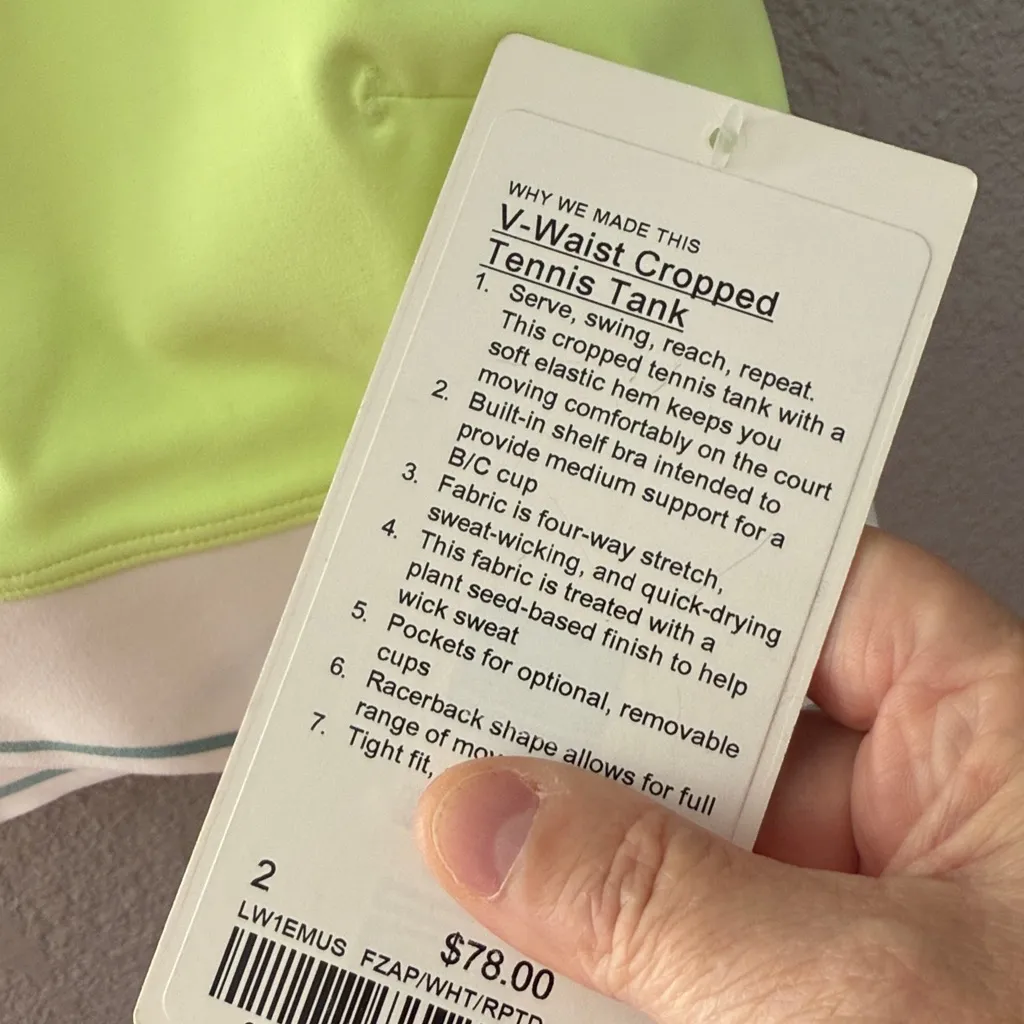 WHY WE MADE THIS
V-Waist Cropped
Tennis Tank
1. Serve, swing, reach, repeat.
This cropped tennis tank with a
soft elastic hem keeps you
moving comfortably on the court
2. Built-in shelf bra intended to
provide medium support for a
B/C cup
3. Fabric is four-way stretch,
sweat-wicking, and quick-drying
4. This fabric is treated with a
plant seed-based finish to help
wick sweat
5. Pockets for optional, removable
cups
6. Racerback shape allows for full
range of
7. Tight fit,
2
$78.00
LW1EMUS FZAP/WHT/RPTD